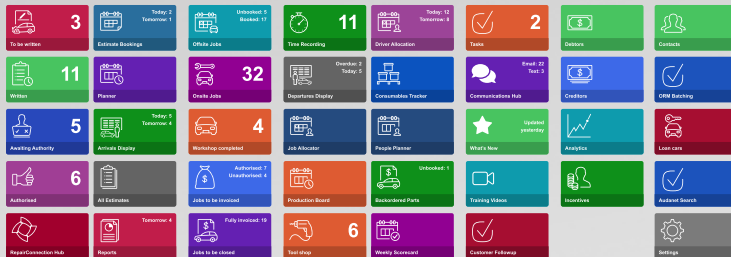 3
To be written
Today: 2
Tomorrow: 1
Estimate Bookings
Unbooked: 5
Booked: 17
Offsite Jobs
11
Time Recording
Today: 12
Tomorrow: 8
Driver Allocation
2
Tasks
Debtors
Contacts
11
Written
Planner
32
Onsite Jobs
Overdue: 2
Today: 5
Departures Display
Consumables Tracker
Email: 22
Text: 3
Communications Hub
Creditors
ORM Batching
5
Awaiting Authority
Today: 5
Tomorrow: 4
Arrivals Display
4
Workshop completed
Job Allocator
People Planner
Updated
yesterday
What's New
Analytics
Loan cars
6
Authorised
All Estimates
Authorised: 7
Unauthorised: 4
Jobs to be invoiced
Production Board
Unbooked: 1
Backordered Parts
Training Videos
Incentives
Audanet Search
RepairConnection Hub
Tomorrow: 4
Reports
Fully invoiced: 19
Jobs to be closed
6
Tool shop
Weekly Scorecard
Customer Followup
Settings